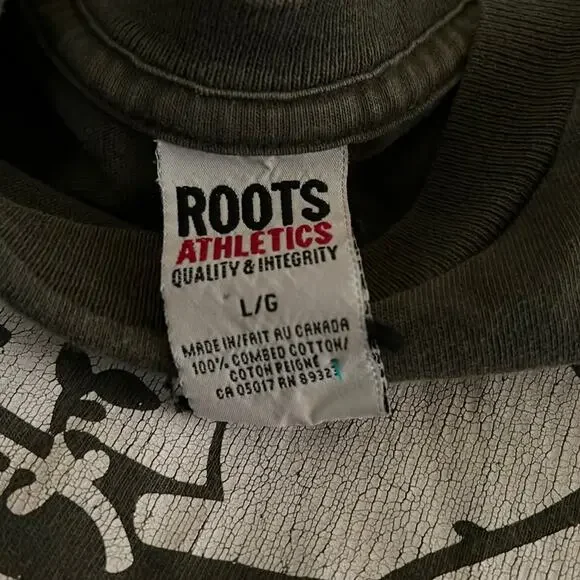 ROOTS
ATHLETICS
QUALITY & INTEGRITY
L/G
MADE IN/FAIT AU CANADA
100% COMBED COTTON/
COTON PEIGNE
CA 05017 RN 8932